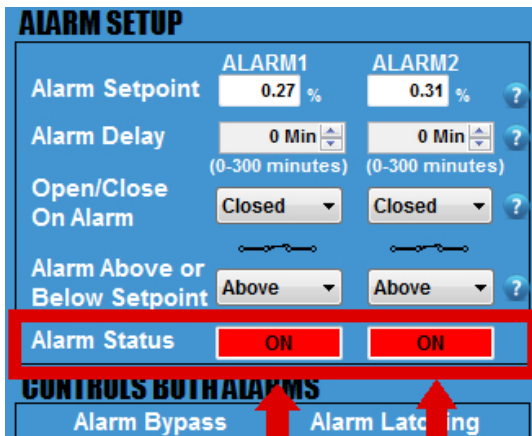 ALARM SETUP
ALARM1 ALARM2
Alarm Setpoint 0.27 % 0.31 % ?
Alarm Delay 0 Min 0 Min ?
(0-300 minutes) (0-300 minutes)
Open/Close
On Alarm Closed Closed ?
Alarm Above or
Below Setpoint Above Above ?
Alarm Status ON ON
CONTROLS BOTH ALARMS
Alarm Bypass Alarm Latching